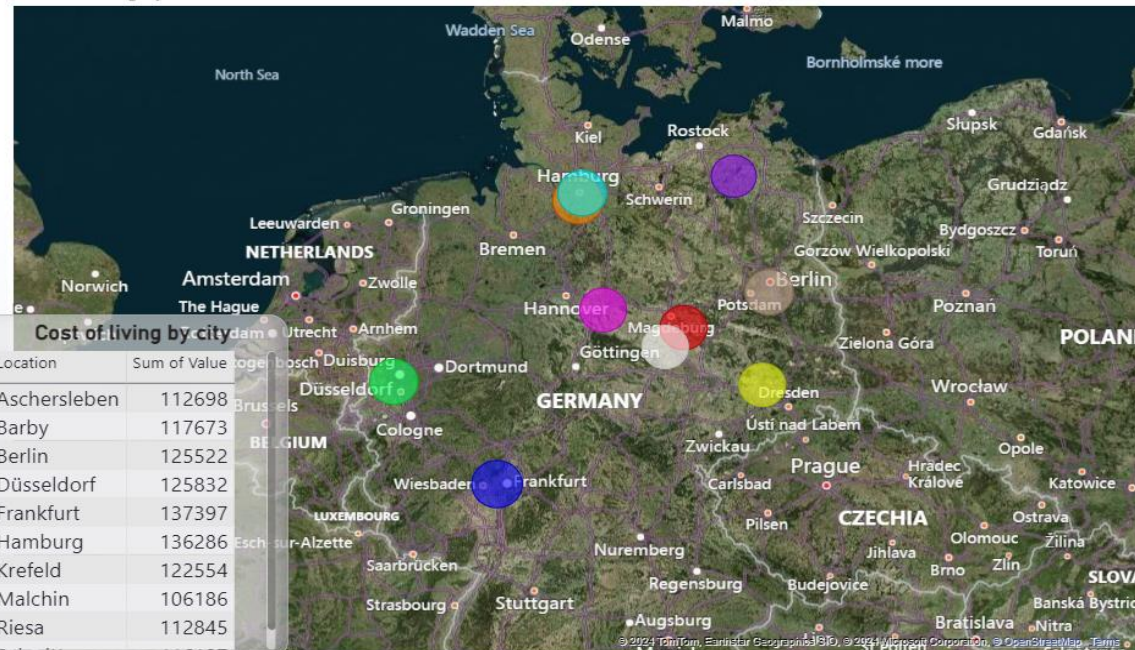 Wadden Sea
Malmo
Odense
Bornholmské more
North Sea
Słupsk
Kiel
Rostock
Gdańsk
Hamburg
Schwerin
Grudziądz
Groningen
Leeuwarden
Szczecin
Bydgoszcz
Bremen
Gorzów Wielkopolski
Toruń
NETHERLANDS
Amsterdam
Zwolle
Berlin
Norwich
The Hague
Hannover
Potsdam
Poznań
Magdeburg
Utrecht
Arnhem
POLAN
Zielona Góra
Göttingen
Duisburg
Dortmund
Düsseldorf
Dresden
Wrocław
GERMANY
Brussels
Ústí nad Labem
Cologne
BELGIUM
Zwickau
Opole
Prague
Hradec
Králové
Wiesbaden
Frankfurt
Carlsbad
Katowice
LUXEMBOURG
Pilsen
CZECHIA
Ostrava
Esch-sur-Alzette
Olomouc
Žilina
Nuremberg
Jihlava
Saarbrücken
Brno
Zlín
Regensburg
Budejovice
SLOVA
Strasbourg
Stuttgart
Banská Bystric
Augsburg
Bratislava
Nitra
Cost of living by city
Location Sum of Value
Aschersleben 112698
Barby 117673
Berlin 125522
Düsseldorf 125832
Frankfurt 137397
Hamburg 136286
Krefeld 122554
Malchin 106186
Riesa 112845
© 2024 TomTom, Earthstar Geographics SIO, © 2024 Microsoft Corporation, © OpenStreetMap Terms